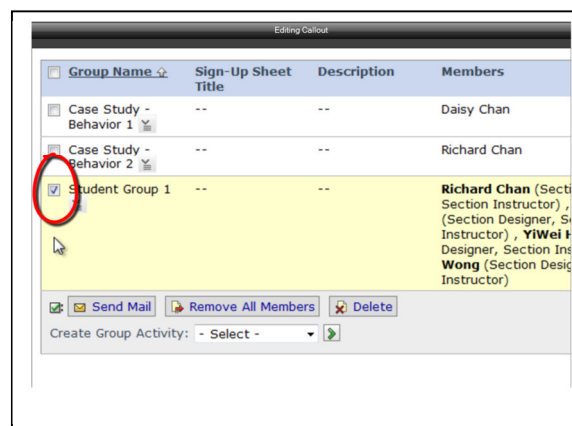 Editing Callout
Group Name Sign-Up Sheet Title Description Members
Case Study - Behavior 1 -- -- Daisy Chan
Case Study - Behavior 2 -- -- Richard Chan
Student Group 1 -- -- Richard Chan (Secti
Section Instructor) ,
(Section Designer, S
Instructor) , YiWei H
Designer, Section Ins
Wong (Section Desig
Instructor)
Send Mail Remove All Members Delete
Create Group Activity: - Select -